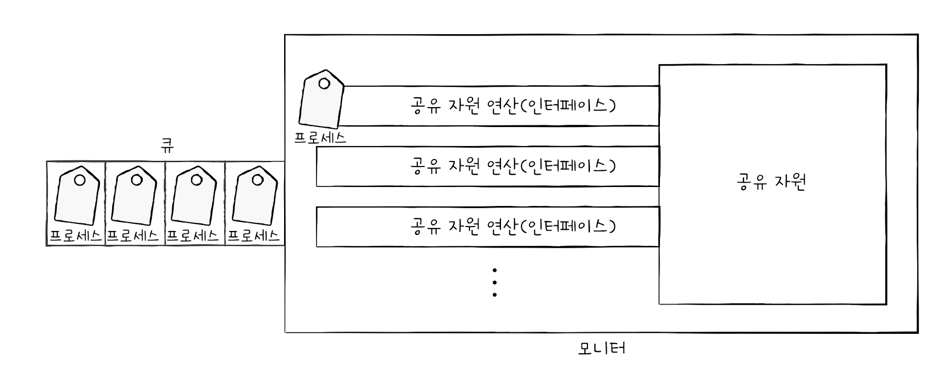 공유 자원 연산(인터페이스)
프로세스
큐
공유 자원 연산(인터페이스)
공유 자원
프로세스 프로세스 프로세스 프로세스
공유 자원 연산(인터페이스)
모니터